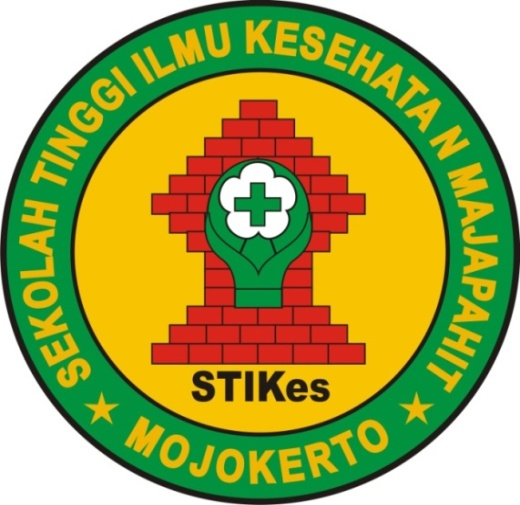 SEKOLAH TINGGI ILMU KESEHATA N MAJAPAHIT
STIKes
MOJOKERTO